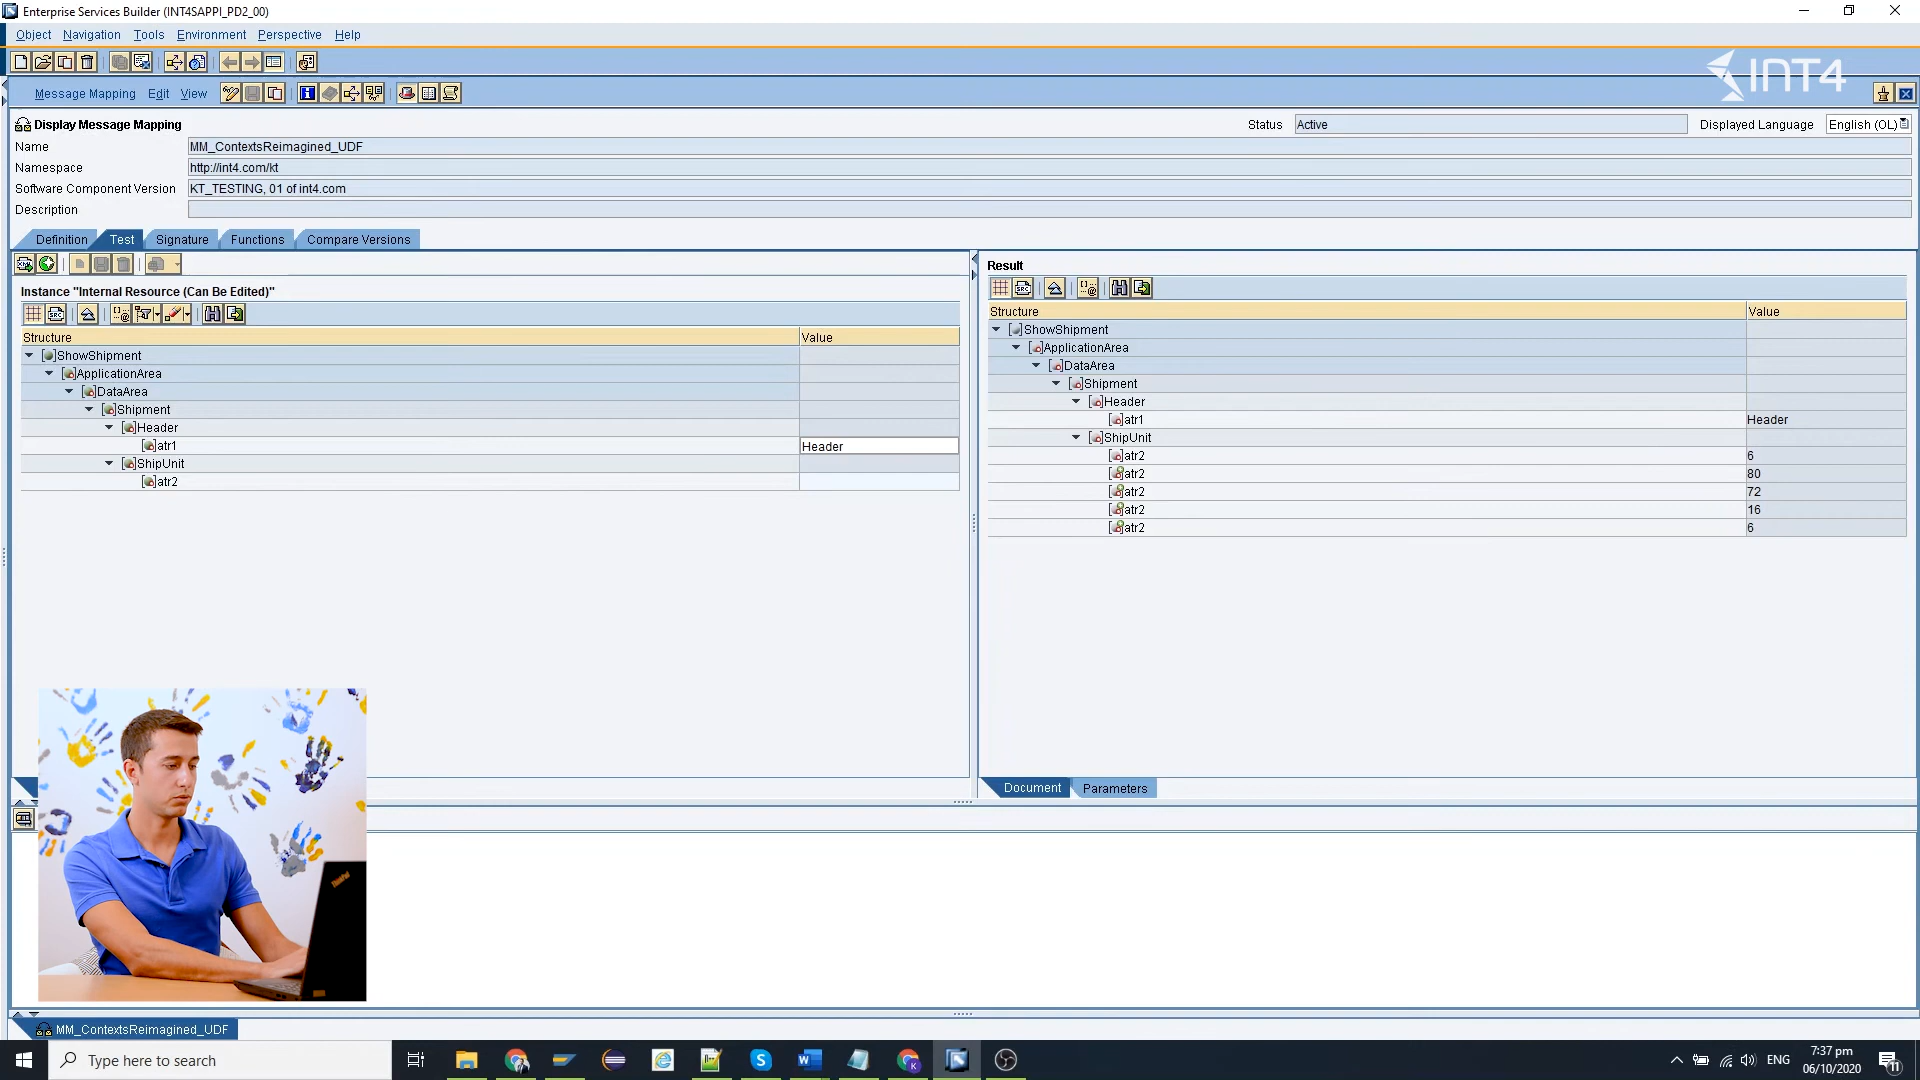 Enterprise Services Builder (INT4SAPPI_PD2_00)
Object Navigation Tools Environment Perspective Help
INT4
Message Mapping Edit View
Display Message Mapping
Status Active Displayed Language English (OL)
Name MM_ContextsReimagined_UDF
Namespace http://int4.com/kt
Software Component Version KT_TESTING, 01 of int4.com
Description
Definition Test Signature Functions Compare Versions
Instance "Internal Resource (Can Be Edited)"
Structure Value
ShowShipment
ApplicationArea
DataArea
Shipment
Header
atr1 Header
ShipUnit
atr2
Result
Structure Value
ShowShipment
ApplicationArea
DataArea
Shipment
Header
atr1 Header
ShipUnit
atr2 6
atr2 80
atr2 72
atr2 16
atr2 6
Document Parameters
ThinkPad
MM_ContextsReimagined_UDF
Type here to search
ENG
7:37 pm
06/10/2020
11